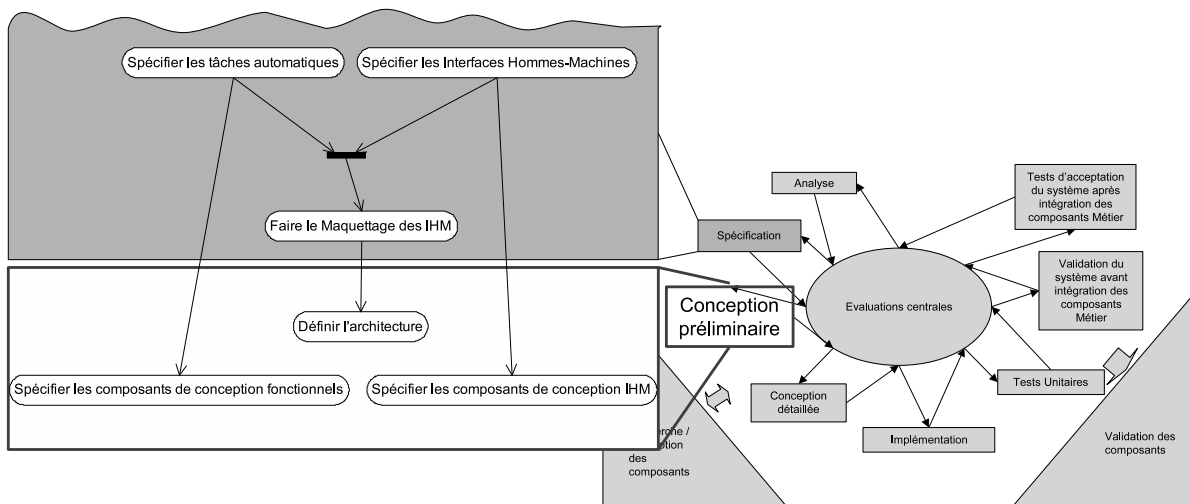 Spécifier les tâches automatiques
Spécifier les Interfaces Hommes-Machines
Faire le Maquettage des IHM
Définir l'architecture
Spécifier les composants de conception fonctionnels
Spécifier les composants de conception IHM
Conception
préliminaire
Spécification
Analyse
Tests d'acceptation
du système après
intégration des
composants Métier
Evaluations centrales
Validation du
système avant
intégration des
composants
Métier
Conception
détaillée
Implémentation
Tests Unitaires
des
composants
Validation des
composants